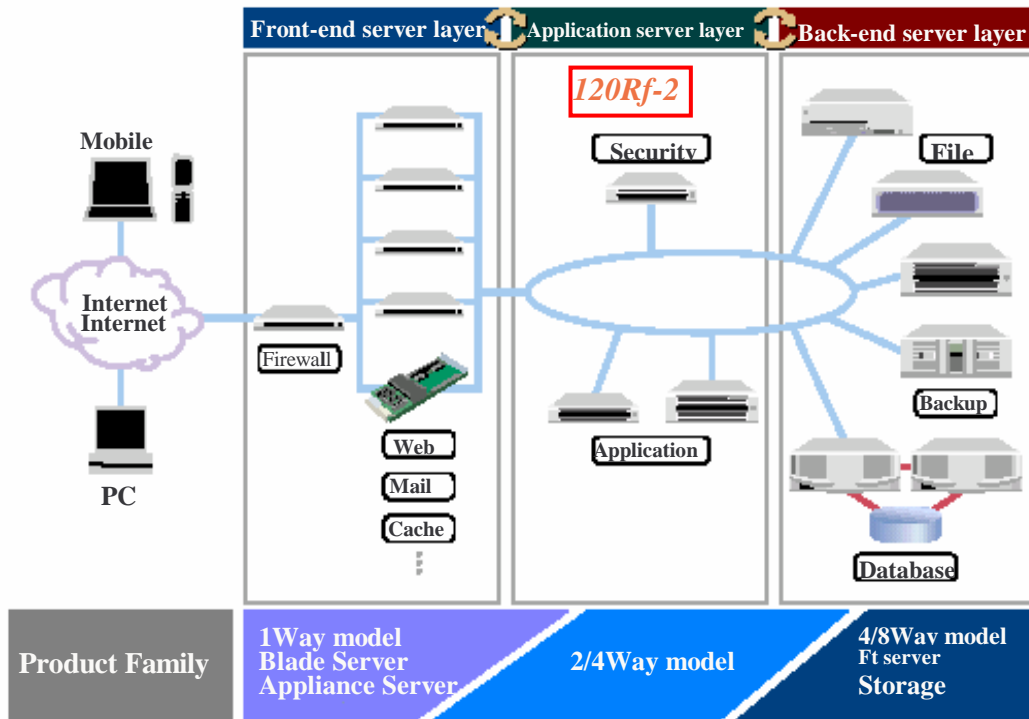 Front-end server layer
Application server layer
Back-end server layer
120Rf-2
Mobile
Security
File
Internet
Internet
Firewall
Backup
Web
Application
PC
Mail
Cache
Database
Product Family
1Way model
Blade Server
Appliance Server
2/4Way model
4/8Way model
Ft server
Storage